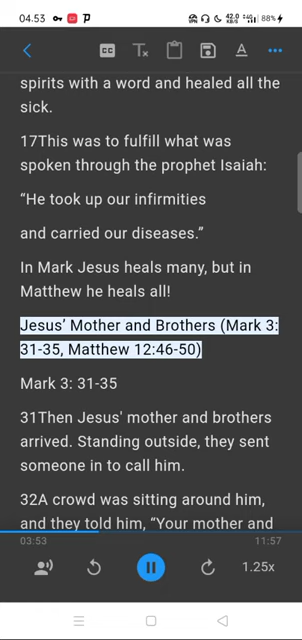 04.53
42.0
KB/S
88%
CC
spirits with a word and healed all the
sick.
17This was to fulfill what was
spoken through the prophet Isaiah:
“He took up our infirmities
and carried our diseases.”
In Mark Jesus heals many, but in
Matthew he heals all!
Jesus’ Mother and Brothers (Mark 3:
31-35, Matthew 12:46-50)
Mark 3: 31-35
31Then Jesus' mother and brothers
arrived. Standing outside, they sent
someone in to call him.
32A crowd was sitting around him,
and they told him, “Your mother and
03:53
11:57
1.25x